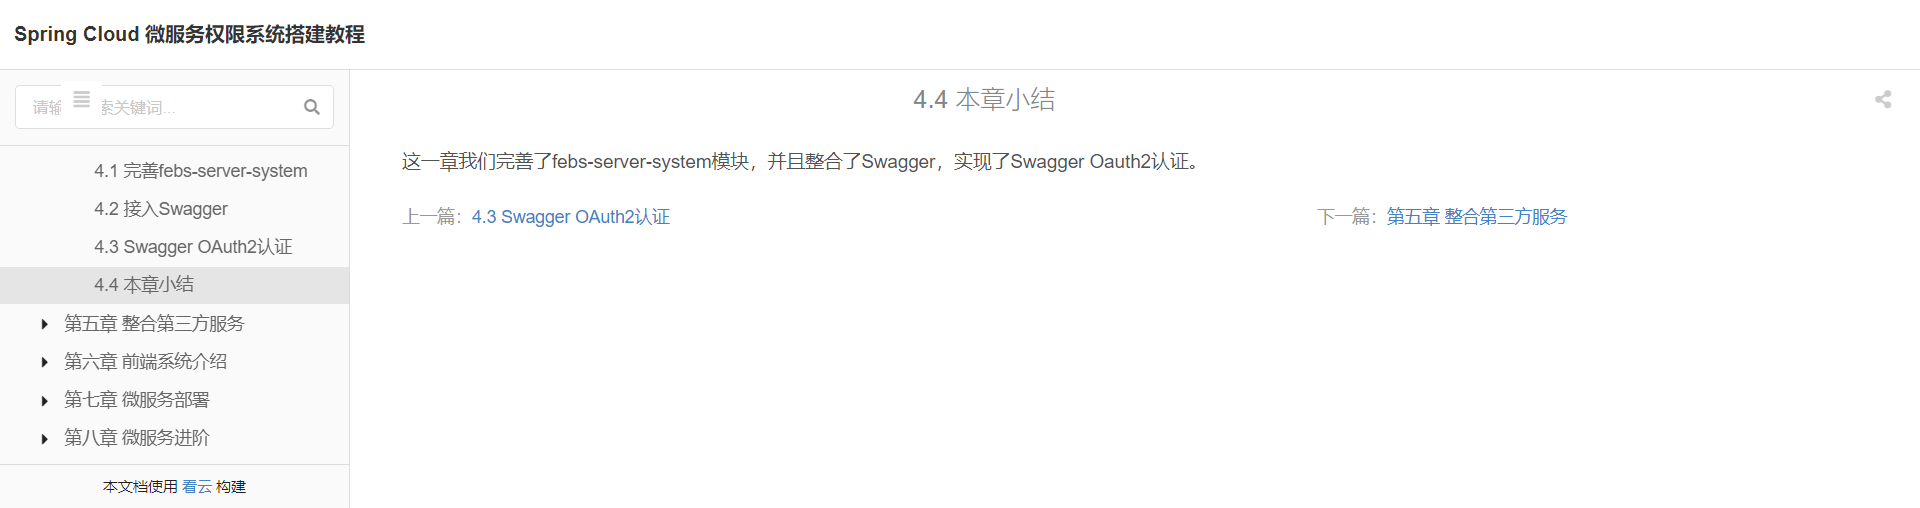 Spring Cloud 微服务权限系统搭建教程
请输 索关键词...
4.1 完善febs-server-system
4.2 接入Swagger
4.3 Swagger OAuth2认证
4.4 本章小结
第五章 整合第三方服务
第六章 前端系统介绍
第七章 微服务部署
第八章 微服务进阶
本文档使用 看云 构建
4.4 本章小结
这一章我们完善了febs-server-system模块，并且整合了Swagger，实现了Swagger Oauth2认证。
上一篇：4.3 Swagger OAuth2认证
下一篇：第五章 整合第三方服务